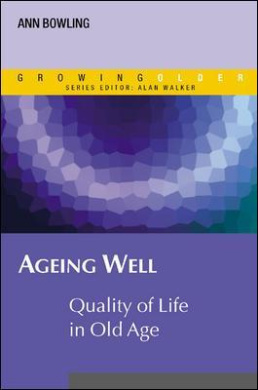 ANN BOWLING
GROWINGOLDER
SERIES EDITOR: ALAN WALKER
AGEING WELL
Quality of Life
in Old Age